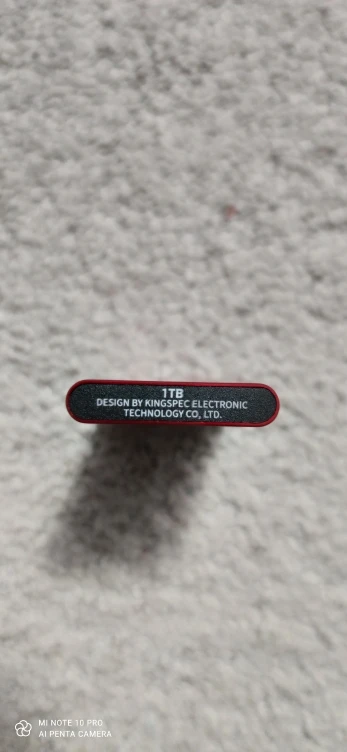 1TB
DESIGN BY KINGSPEC ELECTRONIC
TECHNOLOGY CO, LTD.
MI NOTE 10 PRO
AI PENTA CAMERA